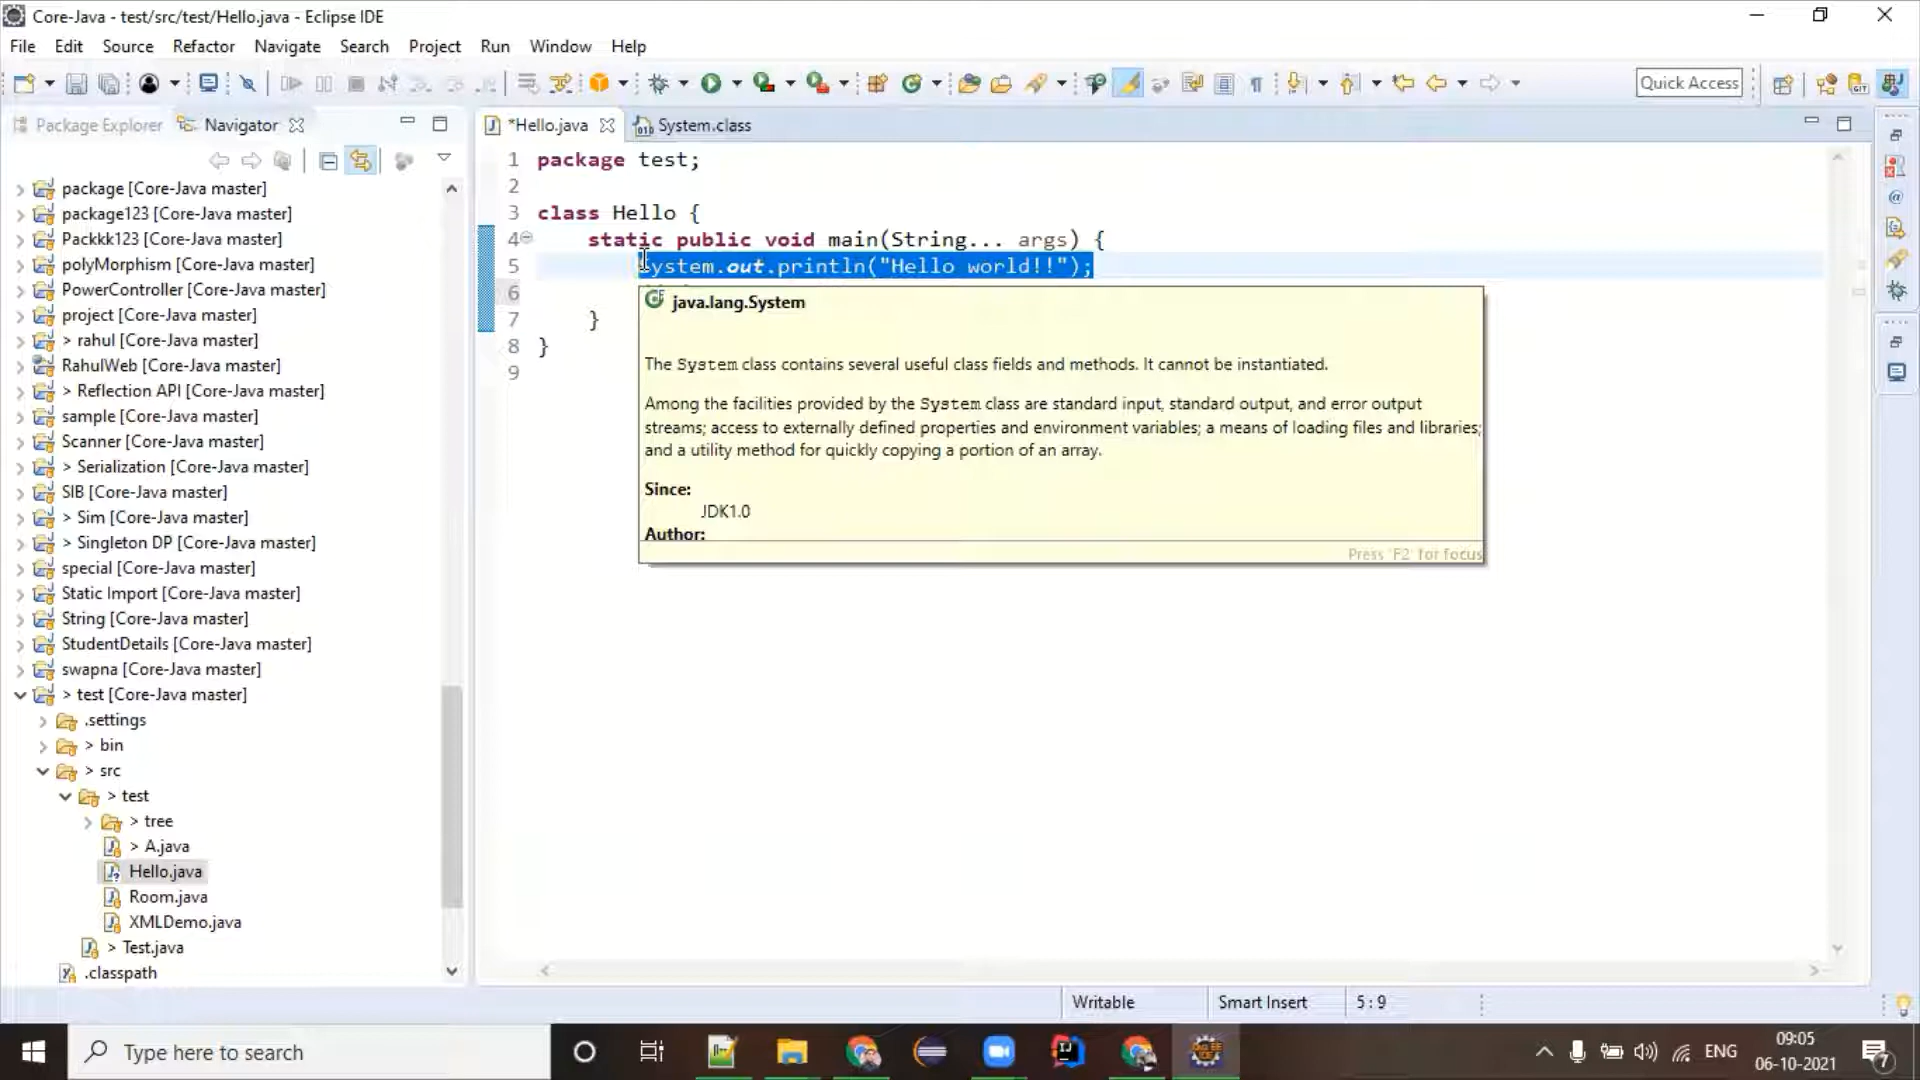 Core-Java - test/src/test/Hello.java - Eclipse IDE
File Edit Source Refactor Navigate Search Project Run Window Help
Quick Access
Package Explorer Navigator
*Hello.java System.class
package [Core-Java master]
package123 [Core-Java master]
Packkk123 [Core-Java master]
polyMorphism [Core-Java master]
PowerController [Core-Java master]
project [Core-Java master]
> rahul [Core-Java master]
RahulWeb [Core-Java master]
> Reflection API [Core-Java master]
sample [Core-Java master]
Scanner [Core-Java master]
> Serialization [Core-Java master]
SIB [Core-Java master]
> Sim [Core-Java master]
> Singleton DP [Core-Java master]
special [Core-Java master]
Static Import [Core-Java master]
String [Core-Java master]
StudentDetails [Core-Java master]
swapna [Core-Java master]
> test [Core-Java master]
.settings
> bin
> src
> test
> tree
> A.java
Hello.java
Room.java
XMLDemo.java
> Test.java
.classpath
1 package test;
2
3 class Hello {
4 static public void main(String... args) {
5 System.out.println("Hello world!!");
6
7 }
8 }
9
java.lang.System
The System class contains several useful class fields and methods. It cannot be instantiated.
Among the facilities provided by the System class are standard input, standard output, and error output
streams; access to externally defined properties and environment variables; a means of loading files and libraries;
and a utility method for quickly copying a portion of an array.
Since:
JDK1.0
Author:
Press 'F2' for focus
Writable Smart Insert 5 : 9
Type here to search
ENG
09:05
06-10-2021
7